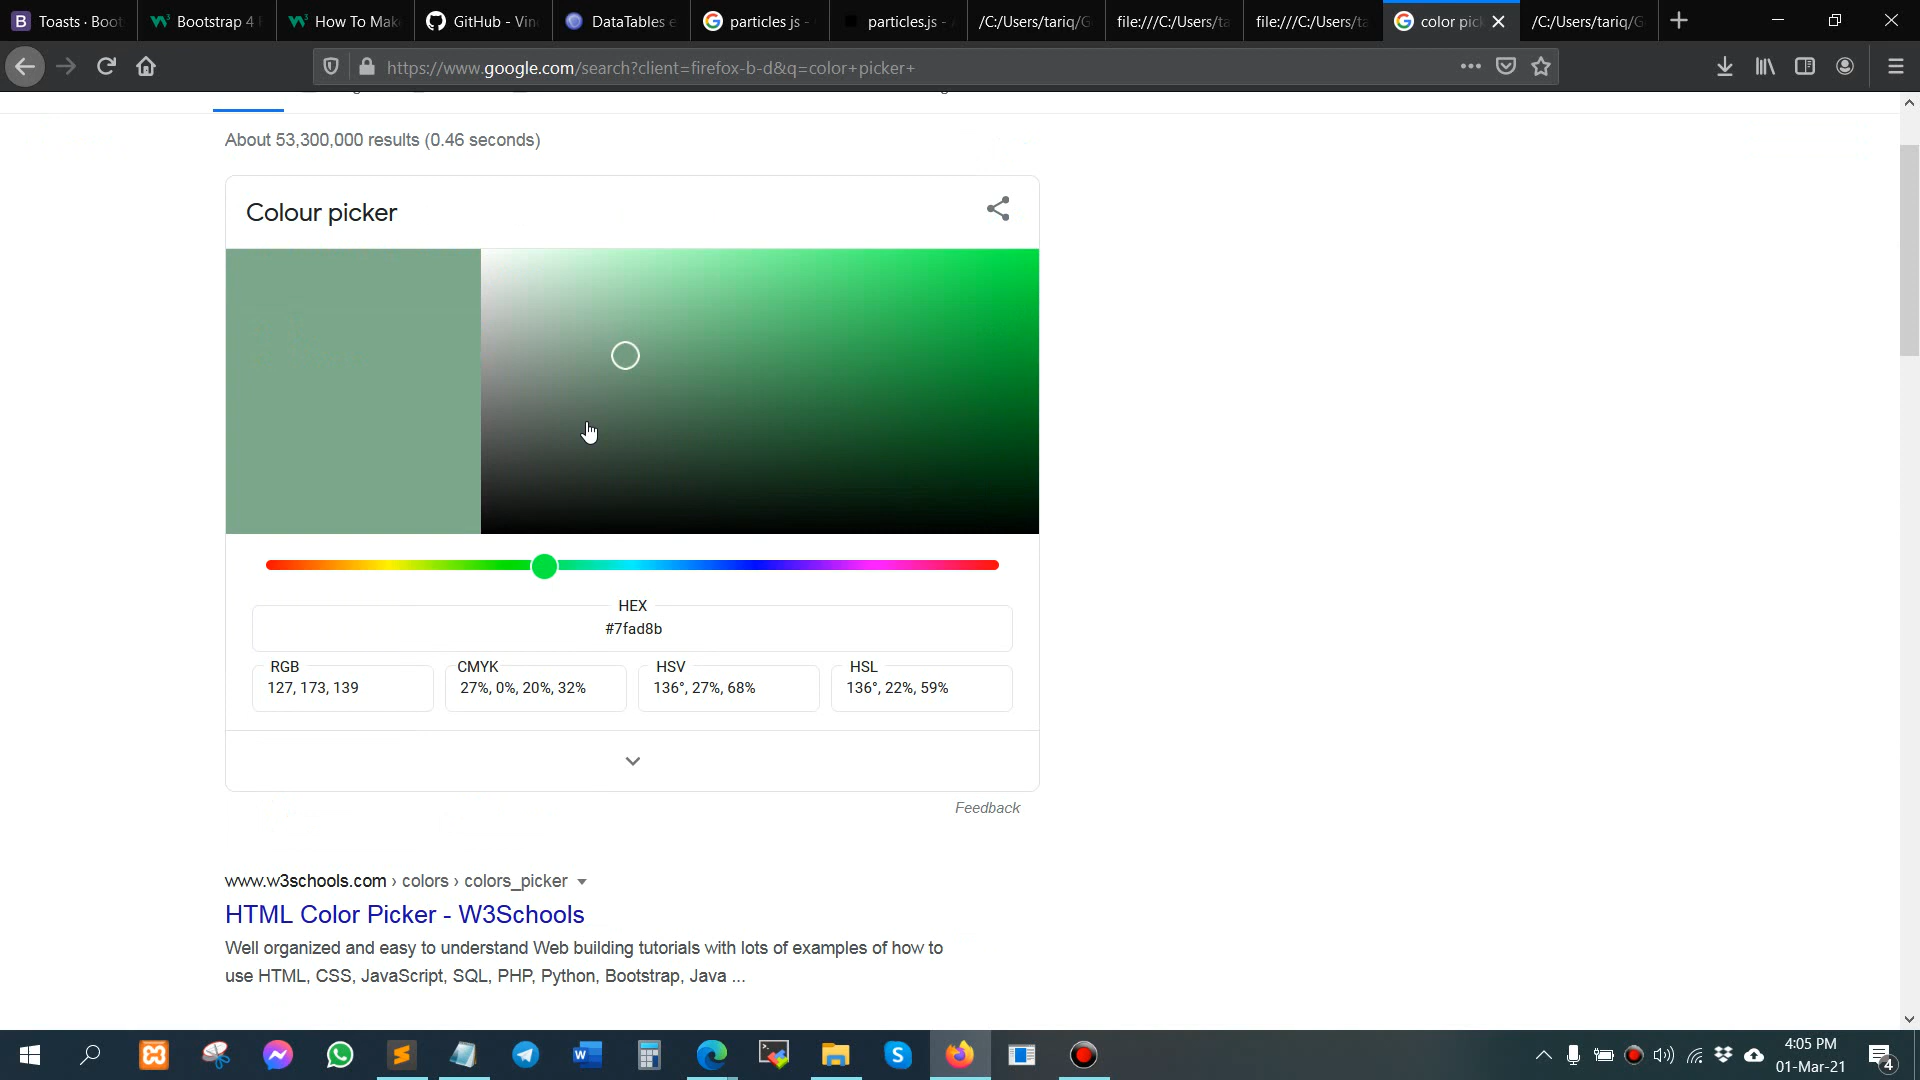 Toasts · Boot
Bootstrap 4
How To Mak
GitHub - Vin
DataTables e
particles js -
particles.js -
/C:/Users/tariq/G
file:///C:/Users/ta
file:///C:/Users/ta
color pick
/C:/Users/tariq/G
https://www.google.com/search?client=firefox-b-d&q=color+picker+
About 53,300,000 results (0.46 seconds)
Colour picker
HEX
#7fad8b
RGB
127, 173, 139
CMYK
27%, 0%, 20%, 32%
HSV
136°, 27%, 68%
HSL
136°, 22%, 59%
Feedback
www.w3schools.com › colors › colors_picker
HTML Color Picker - W3Schools
Well organized and easy to understand Web building tutorials with lots of examples of how to
use HTML, CSS, JavaScript, SQL, PHP, Python, Bootstrap, Java ...
4:05 PM
01-Mar-21
4